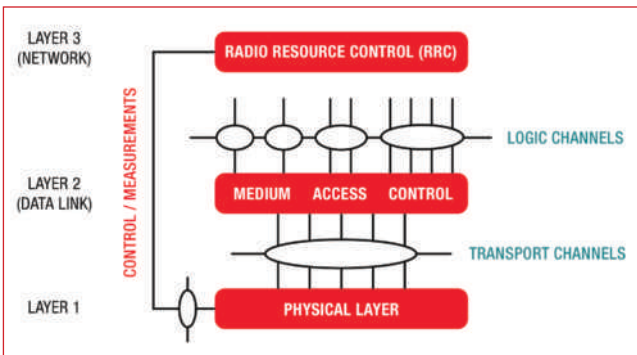 LAYER 3
(NETWORK)
RADIO RESOURCE CONTROL (RRC)
CONTROL / MEASUREMENTS
LOGIC CHANNELS
LAYER 2
(DATA LINK)
MEDIUM ACCESS CONTROL
TRANSPORT CHANNELS
LAYER 1
PHYSICAL LAYER